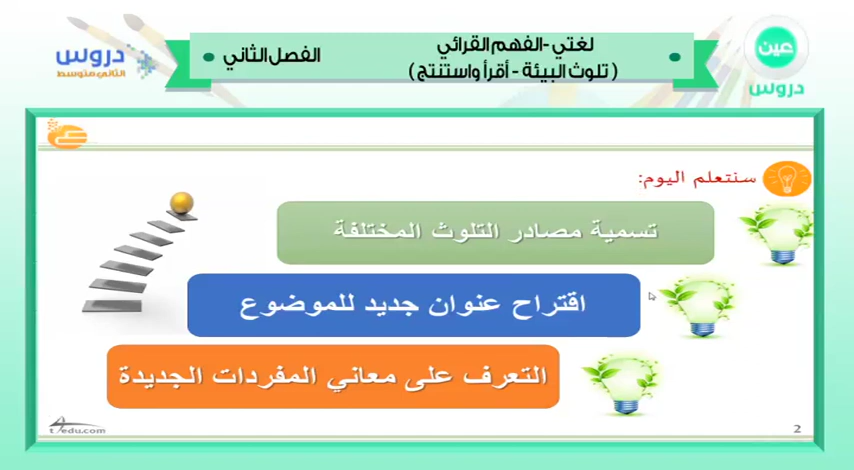 لغتي - الفهم القرائي
( تلوث البيئة - أقرأ واستنتج )
الفصل الثاني
عين
دروس
دروس
الثاني متوسط
سنتعلم اليوم:
تسمية مصادر التلوث المختلفة
اقتراح عنوان جديد للموضوع
التعرف على معاني المفردات الجديدة
t4edu.com
2